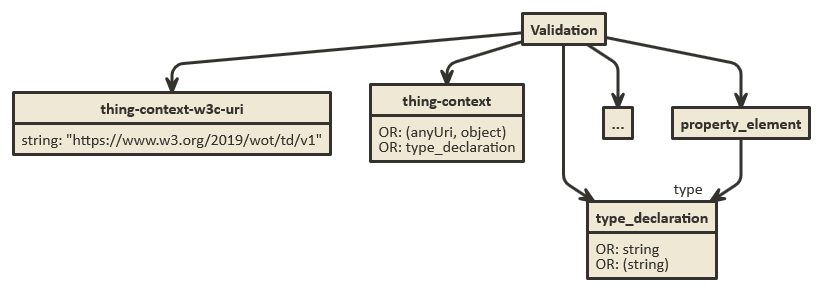 Validation
thing-context-w3c-uri
string: "https://www.w3.org/2019/wot/td/v1"
thing-context
OR: (anyUri, object)
OR: type_declaration
...
property_element
type
type_declaration
OR: string
OR: (string)